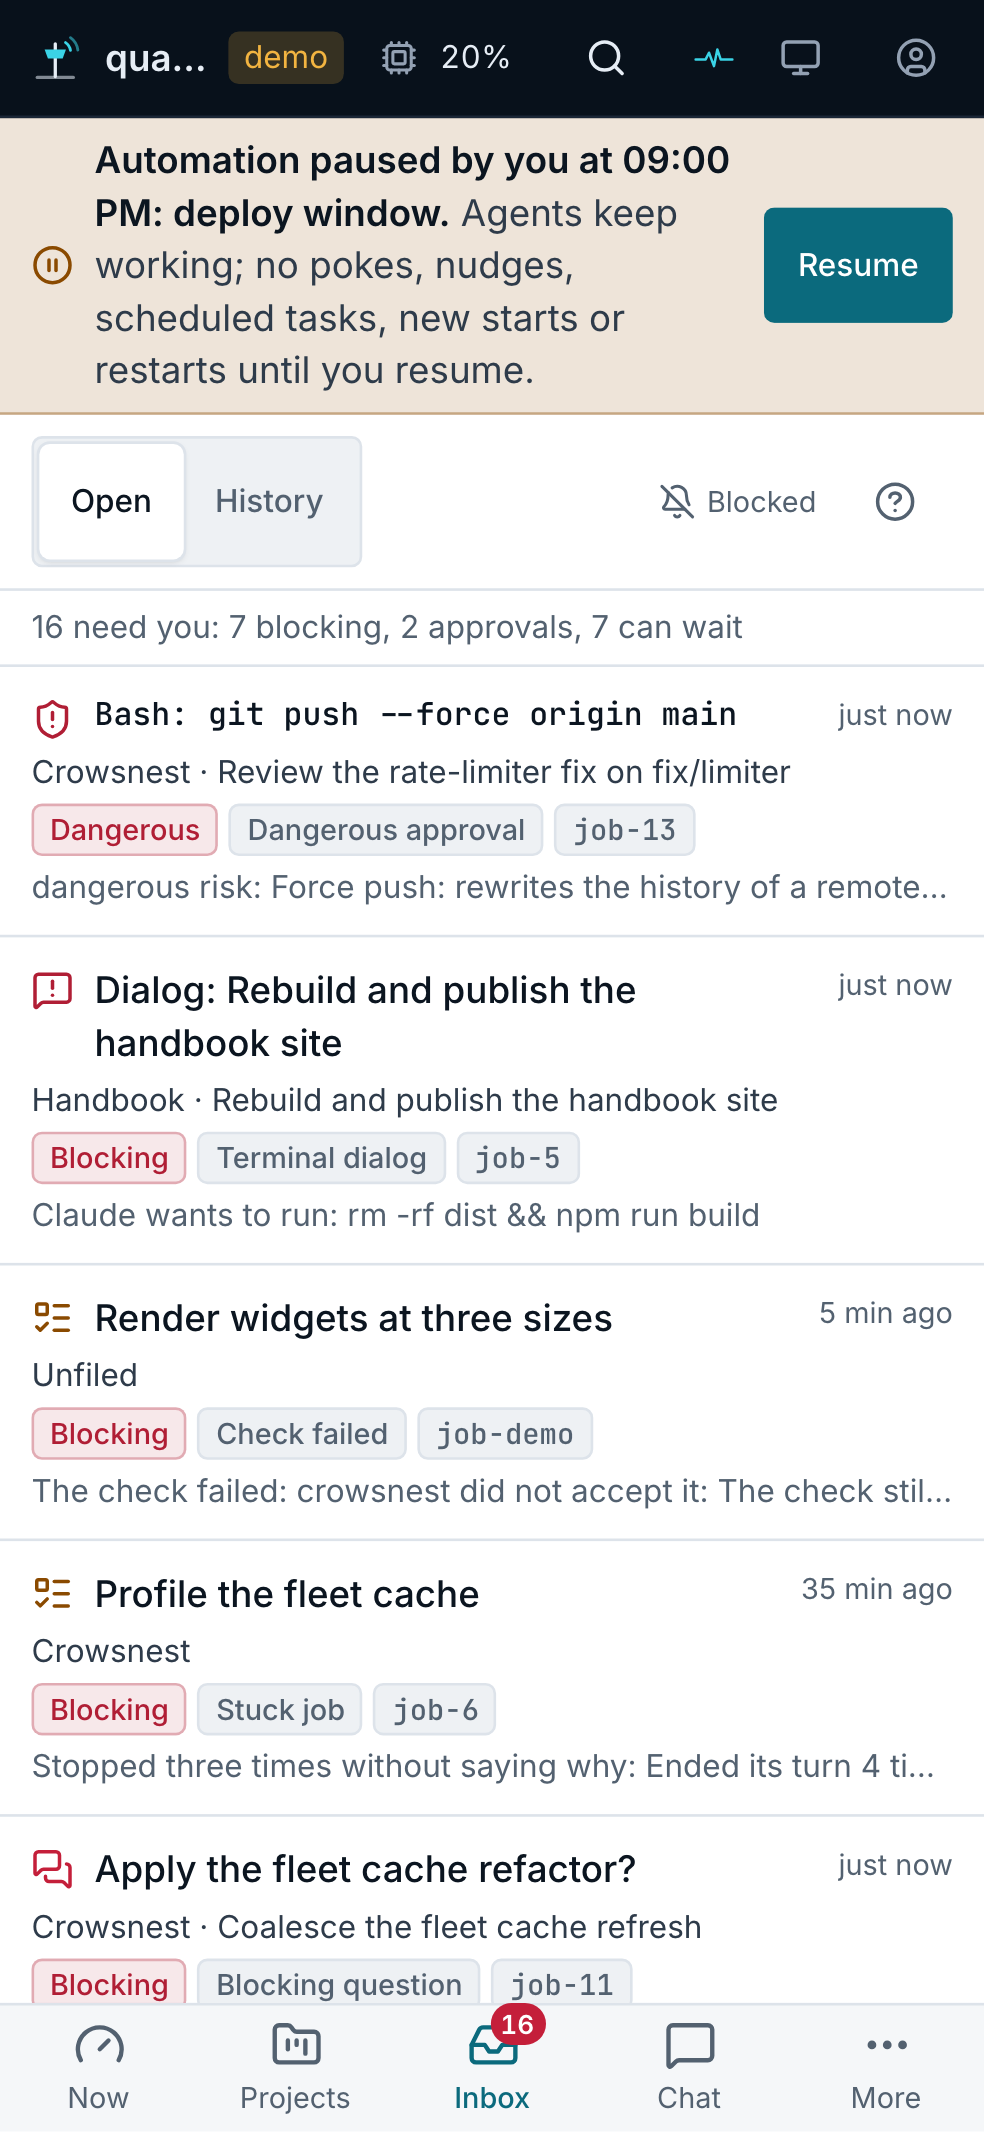 qua...
demo
20%
Automation paused by you at 09:00
PM: deploy window. Agents keep
working; no pokes, nudges,
scheduled tasks, new starts or
restarts until you resume.
Resume
Open
History
Blocked
16 need you: 7 blocking, 2 approvals, 7 can wait
Bash: git push --force origin main
just now
Crowsnest · Review the rate-limiter fix on fix/limiter
Dangerous
Dangerous approval
job-13
dangerous risk: Force push: rewrites the history of a remote...
Dialog: Rebuild and publish the
handbook site
just now
Handbook · Rebuild and publish the handbook site
Blocking
Terminal dialog
job-5
Claude wants to run: rm -rf dist && npm run build
Render widgets at three sizes
5 min ago
Unfiled
Blocking
Check failed
job-demo
The check failed: crowsnest did not accept it: The check stil...
Profile the fleet cache
35 min ago
Crowsnest
Blocking
Stuck job
job-6
Stopped three times without saying why: Ended its turn 4 ti...
Apply the fleet cache refactor?
just now
Crowsnest · Coalesce the fleet cache refresh
Blocking
Blocking question
job-11
16
Now
Projects
Inbox
Chat
More